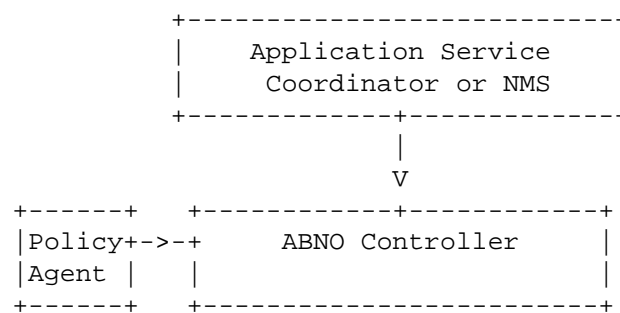 +---------------------------
|    Application Service
|     Coordinator or NMS
+-------------+-------------
|
V
+------+   +------------+------------+
|Policy+->-+     ABNO Controller     |
|Agent |   |                         |
+------+   +-------------------------+